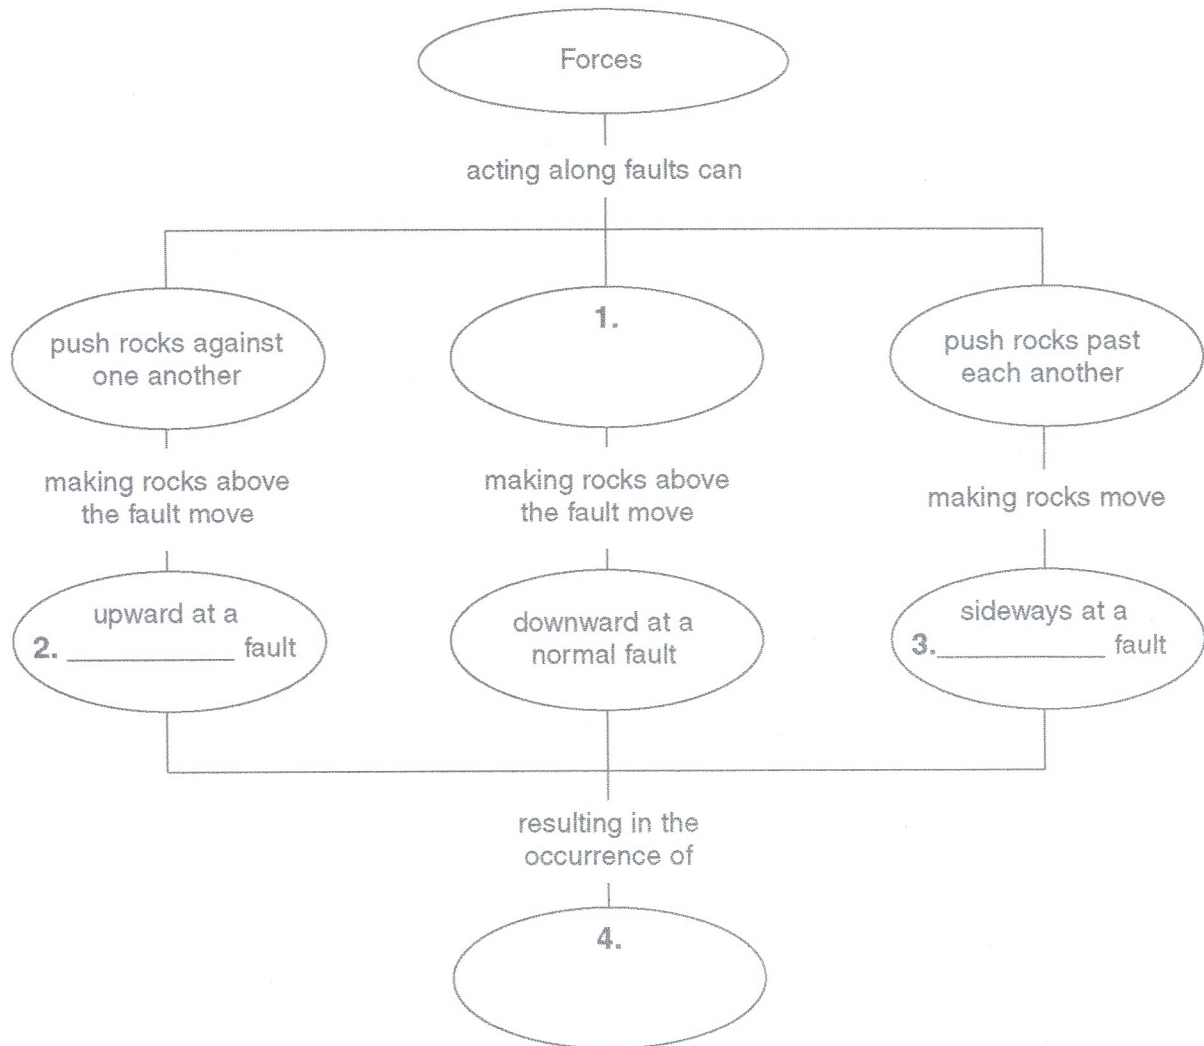 Forces
acting along faults can
push rocks against
one another
1.
push rocks past
each another
making rocks above
the fault move
making rocks above
the fault move
making rocks move
upward at a
2. ____________ fault
downward at a
normal fault
sideways at a
3.____________ fault
resulting in the
occurrence of
4.